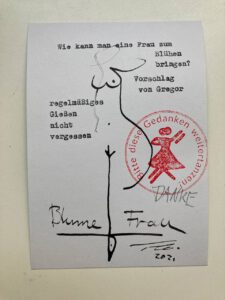 Wie kann man eine Frau zum
Blühen
bringen?
Vorschlag
von Gregor
regelmäßiges
Gießen
nicht
vergessen
Bitte diese Gedanken weitertanzen
DANKE
Blume Frau
2021